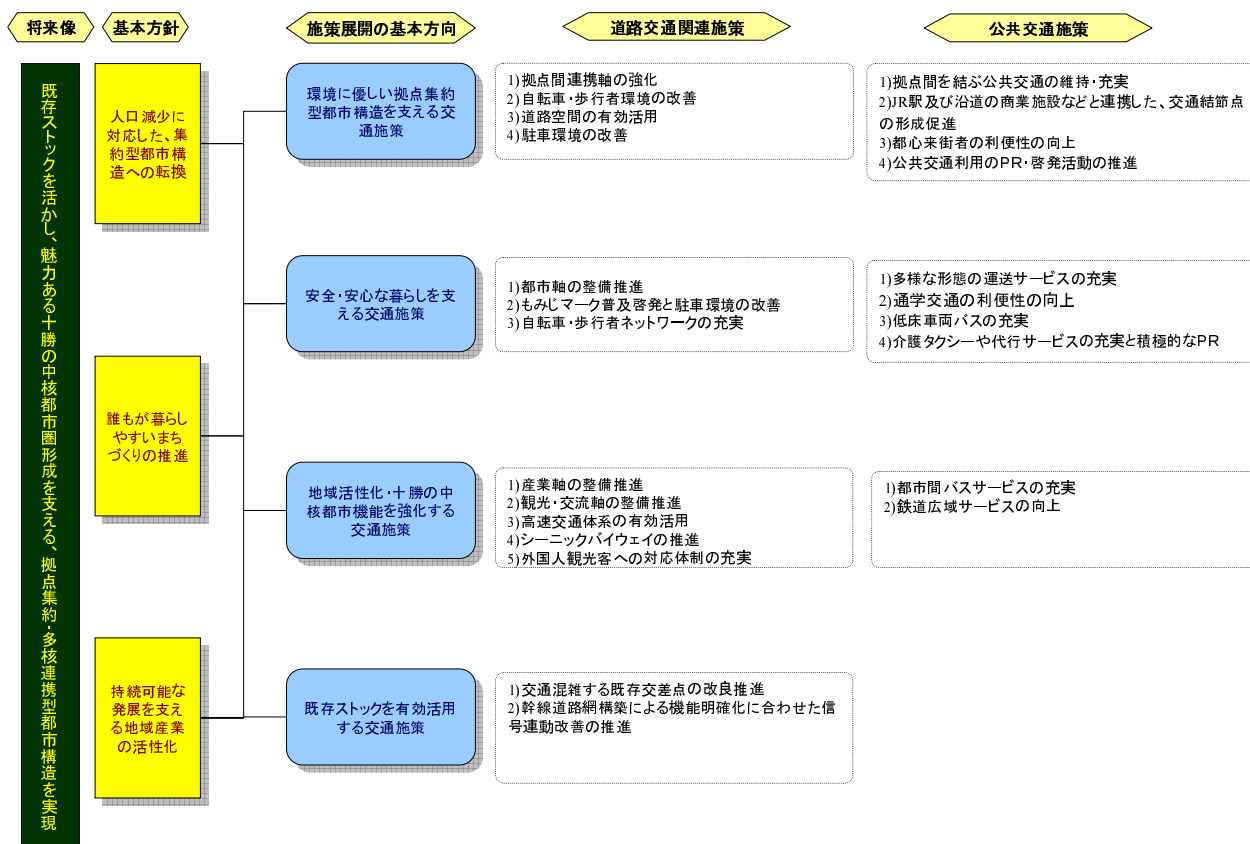 将来像
基本方針
施策展開の基本方向
道路交通関連施策
公共交通施策
既存ストックを活かし、魅力ある十勝の中核都市圏形成を支える、拠点集約・多核連携型都市構造を実現
人口減少に
対応した、集
約型都市構
造への転換
誰もが暮らし
やすいまち
づくりの推進
持続可能な
発展を支え
る地域産業
の活性化
環境に優しい拠点集約
型都市構造を支える交
通施策
1)拠点間連携軸の強化
2)自転車・歩行者環境の改善
3)道路空間の有効活用
4)駐車環境の改善
1)拠点間を結ぶ公共交通の維持・充実
2)JR駅及び沿道の商業施設などと連携した、交通結節点
の形成促進
3)都心来街者の利便性の向上
4)公共交通利用のPR・啓発活動の推進
安全・安心な暮らしを支
える交通施策
1)都市軸の整備推進
2)もみじマーク普及啓発と駐車環境の改善
3)自転車・歩行者ネットワークの充実
1)多様な形態の運送サービスの充実
2)通学交通の利便性の向上
3)低床車両バスの充実
4)介護タクシーや代行サービスの充実と積極的なPR
地域活性化・十勝の中
核都市機能を強化する
交通施策
1)産業軸の整備推進
2)観光・交流軸の整備推進
3)高速交通体系の有効活用
4)シーニックバイウェイの推進
5)外国人観光客への対応体制の充実
1)都市間バスサービスの充実
2)鉄道広域サービスの向上
既存ストックを有効活用
する交通施策
1)交通混雑する既存交差点の改良推進
2)幹線道路網構築による機能明確化に合わせた信
号連動改善の推進